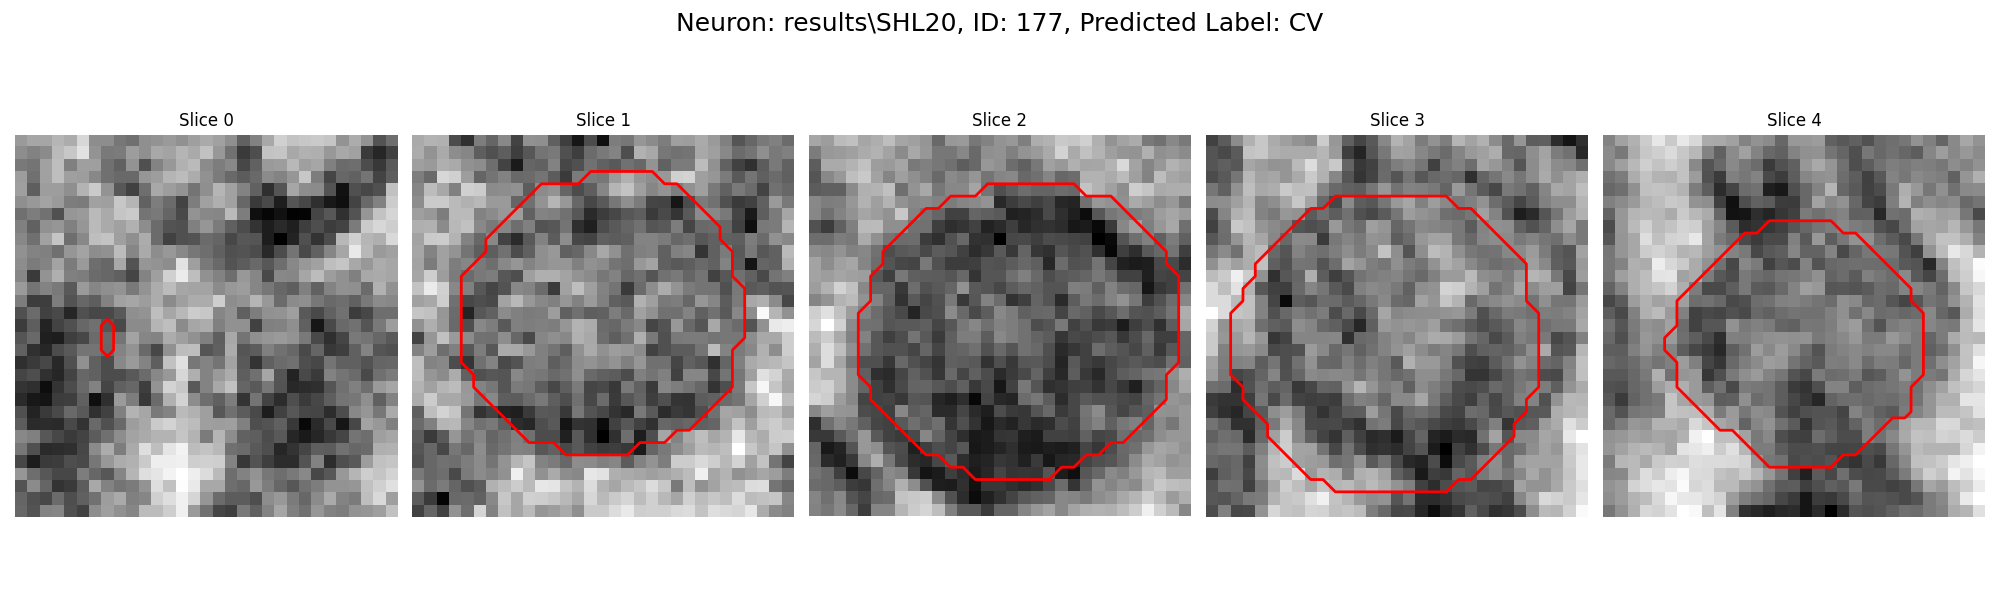 Neuron: results\SHL20, ID: 177, Predicted Label: CV
Slice 0
Slice 1
Slice 2
Slice 3
Slice 4